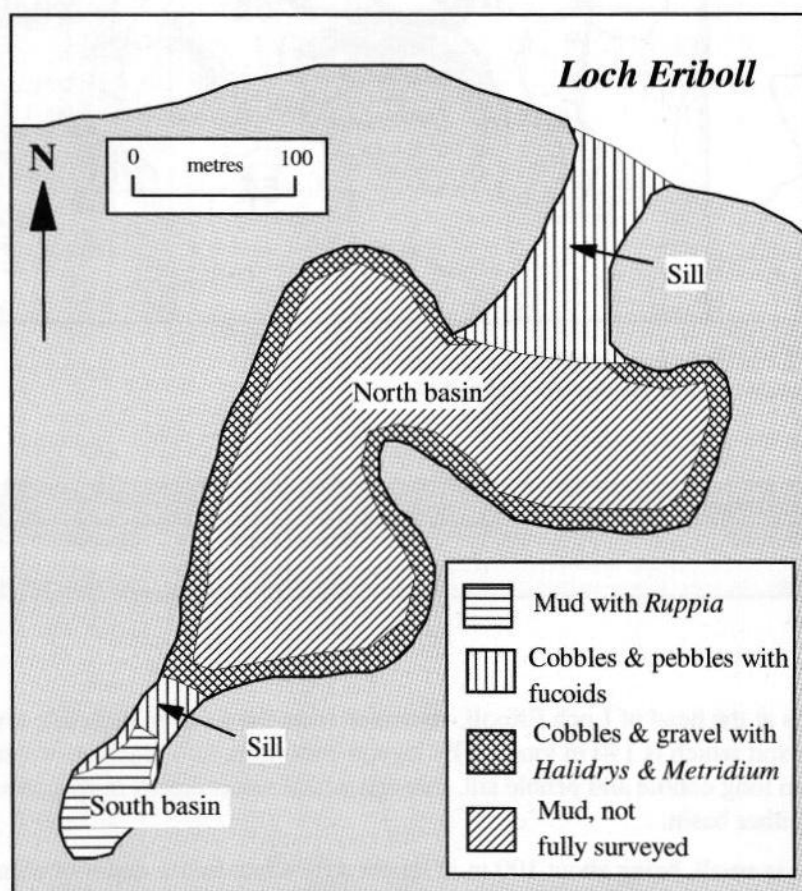 Loch Eriboll
N
0 metres 100
Sill
North basin
Sill
South basin
Mud with Ruppia
Cobbles & pebbles with
fucoids
Cobbles & gravel with
Halidrys & Metridium
Mud, not
fully surveyed